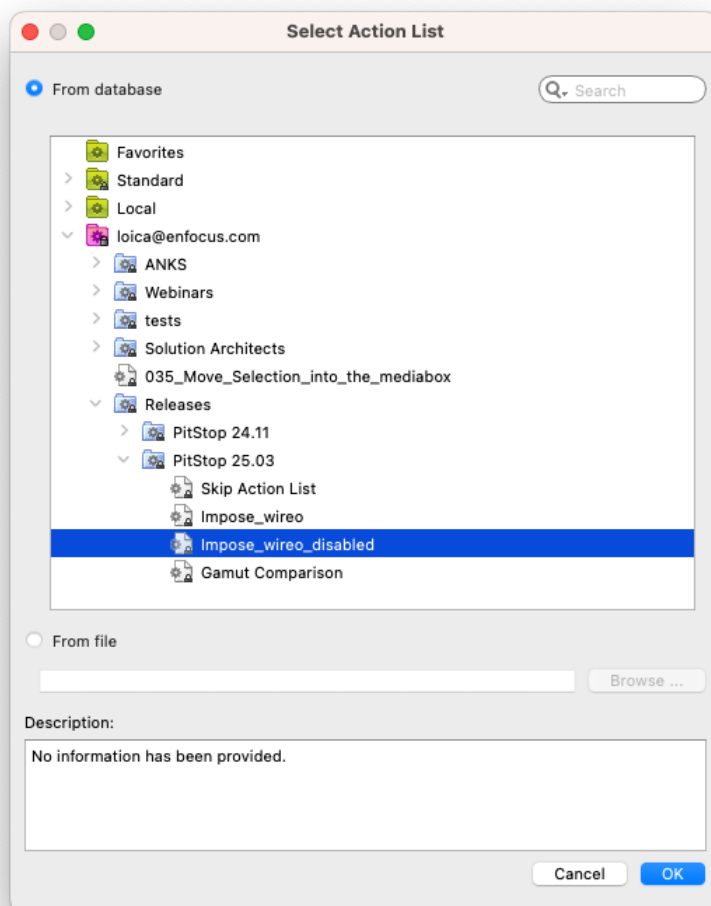 Select Action List
From database
Search
Favorites
Standard
Local
loica@enfocus.com
ANKS
Webinars
tests
Solution Architects
035_Move_Selection_into_the_mediabox
Releases
PitStop 24.11
PitStop 25.03
Skip Action List
Impose_wireo
Impose_wireo_disabled
Gamut Comparison
From file
Browse ...
Description:
No information has been provided.
Cancel
OK